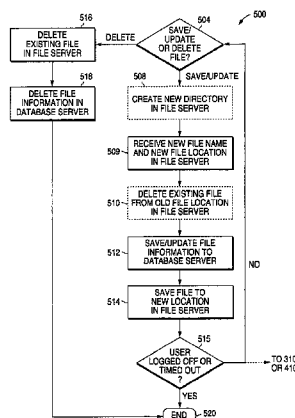 500
516
DELETE
EXISTING FILE
IN FILE SERVER
DELETE
SAVE/
UPDATE
OR DELETE
FILE?
504
SAVE/UPDATE
518
DELETE FILE
INFORMATION IN
DATABASE SERVER
508
CREATE NEW DIRECTORY
IN FILE SERVER
509
RECEIVE NEW FILE NAME
AND NEW FILE LOCATION
IN FILE SERVER
510
DELETE EXISTING FILE
FROM OLD FILE LOCATION
IN FILE SERVER
NO
512
SAVE/UPDATE FILE
INFORMATION TO
DATABASE SERVER
514
SAVE FILE TO
NEW LOCATION
IN FILE SERVER
515
USER
LOGGED OFF OR
TIMED OUT
?
TO 310
OR 410
YES
END
520